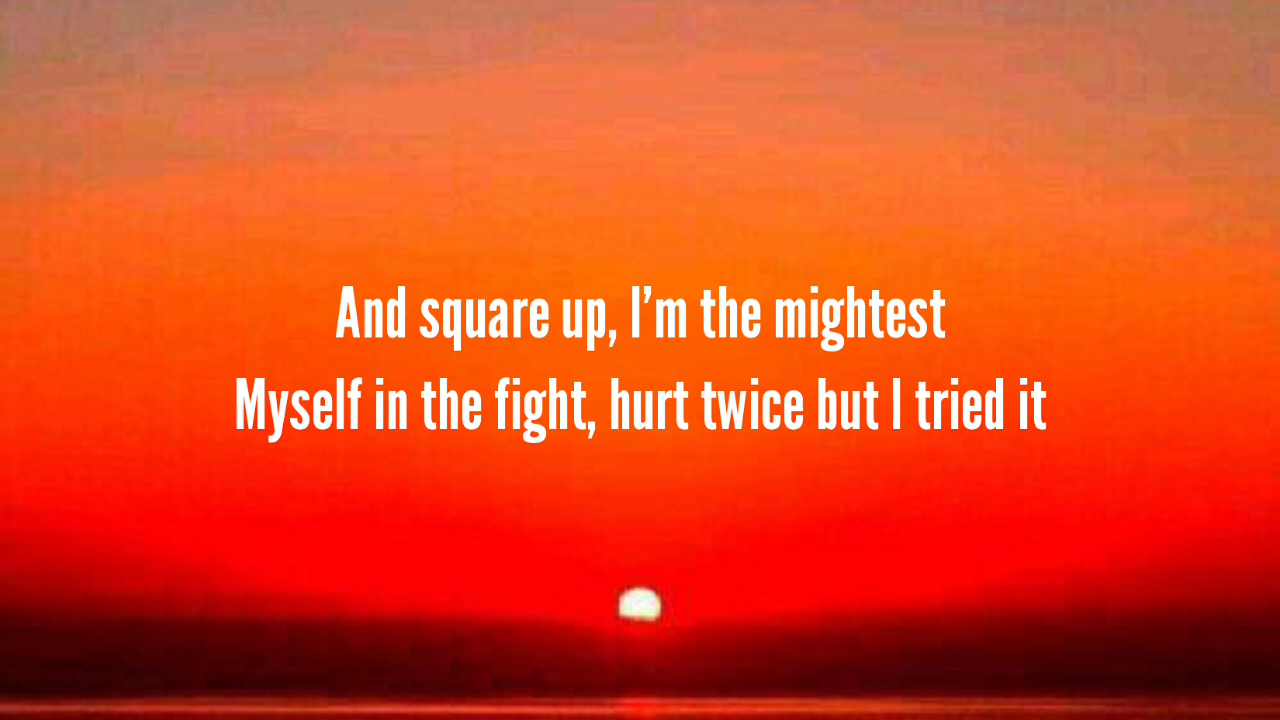 And square up, I’m the mightest
Myself in the fight, hurt twice but I tried it